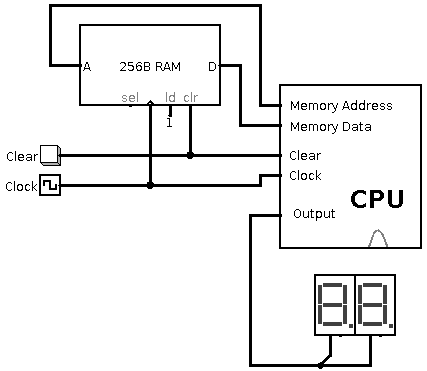 A 256B RAM D
sel ld clr
1
Memory Address
Memory Data
Clear
Clear
Clock
Clock
CPU
Output